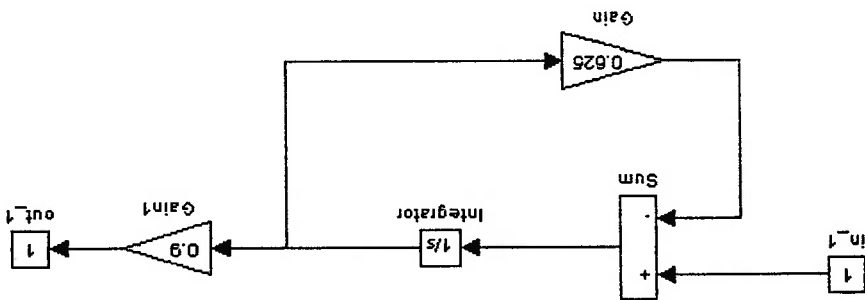 1
in_1
+
-
Sum
1/s
Integrator
0.9
Gain1
1
out_1
0.625
Gain